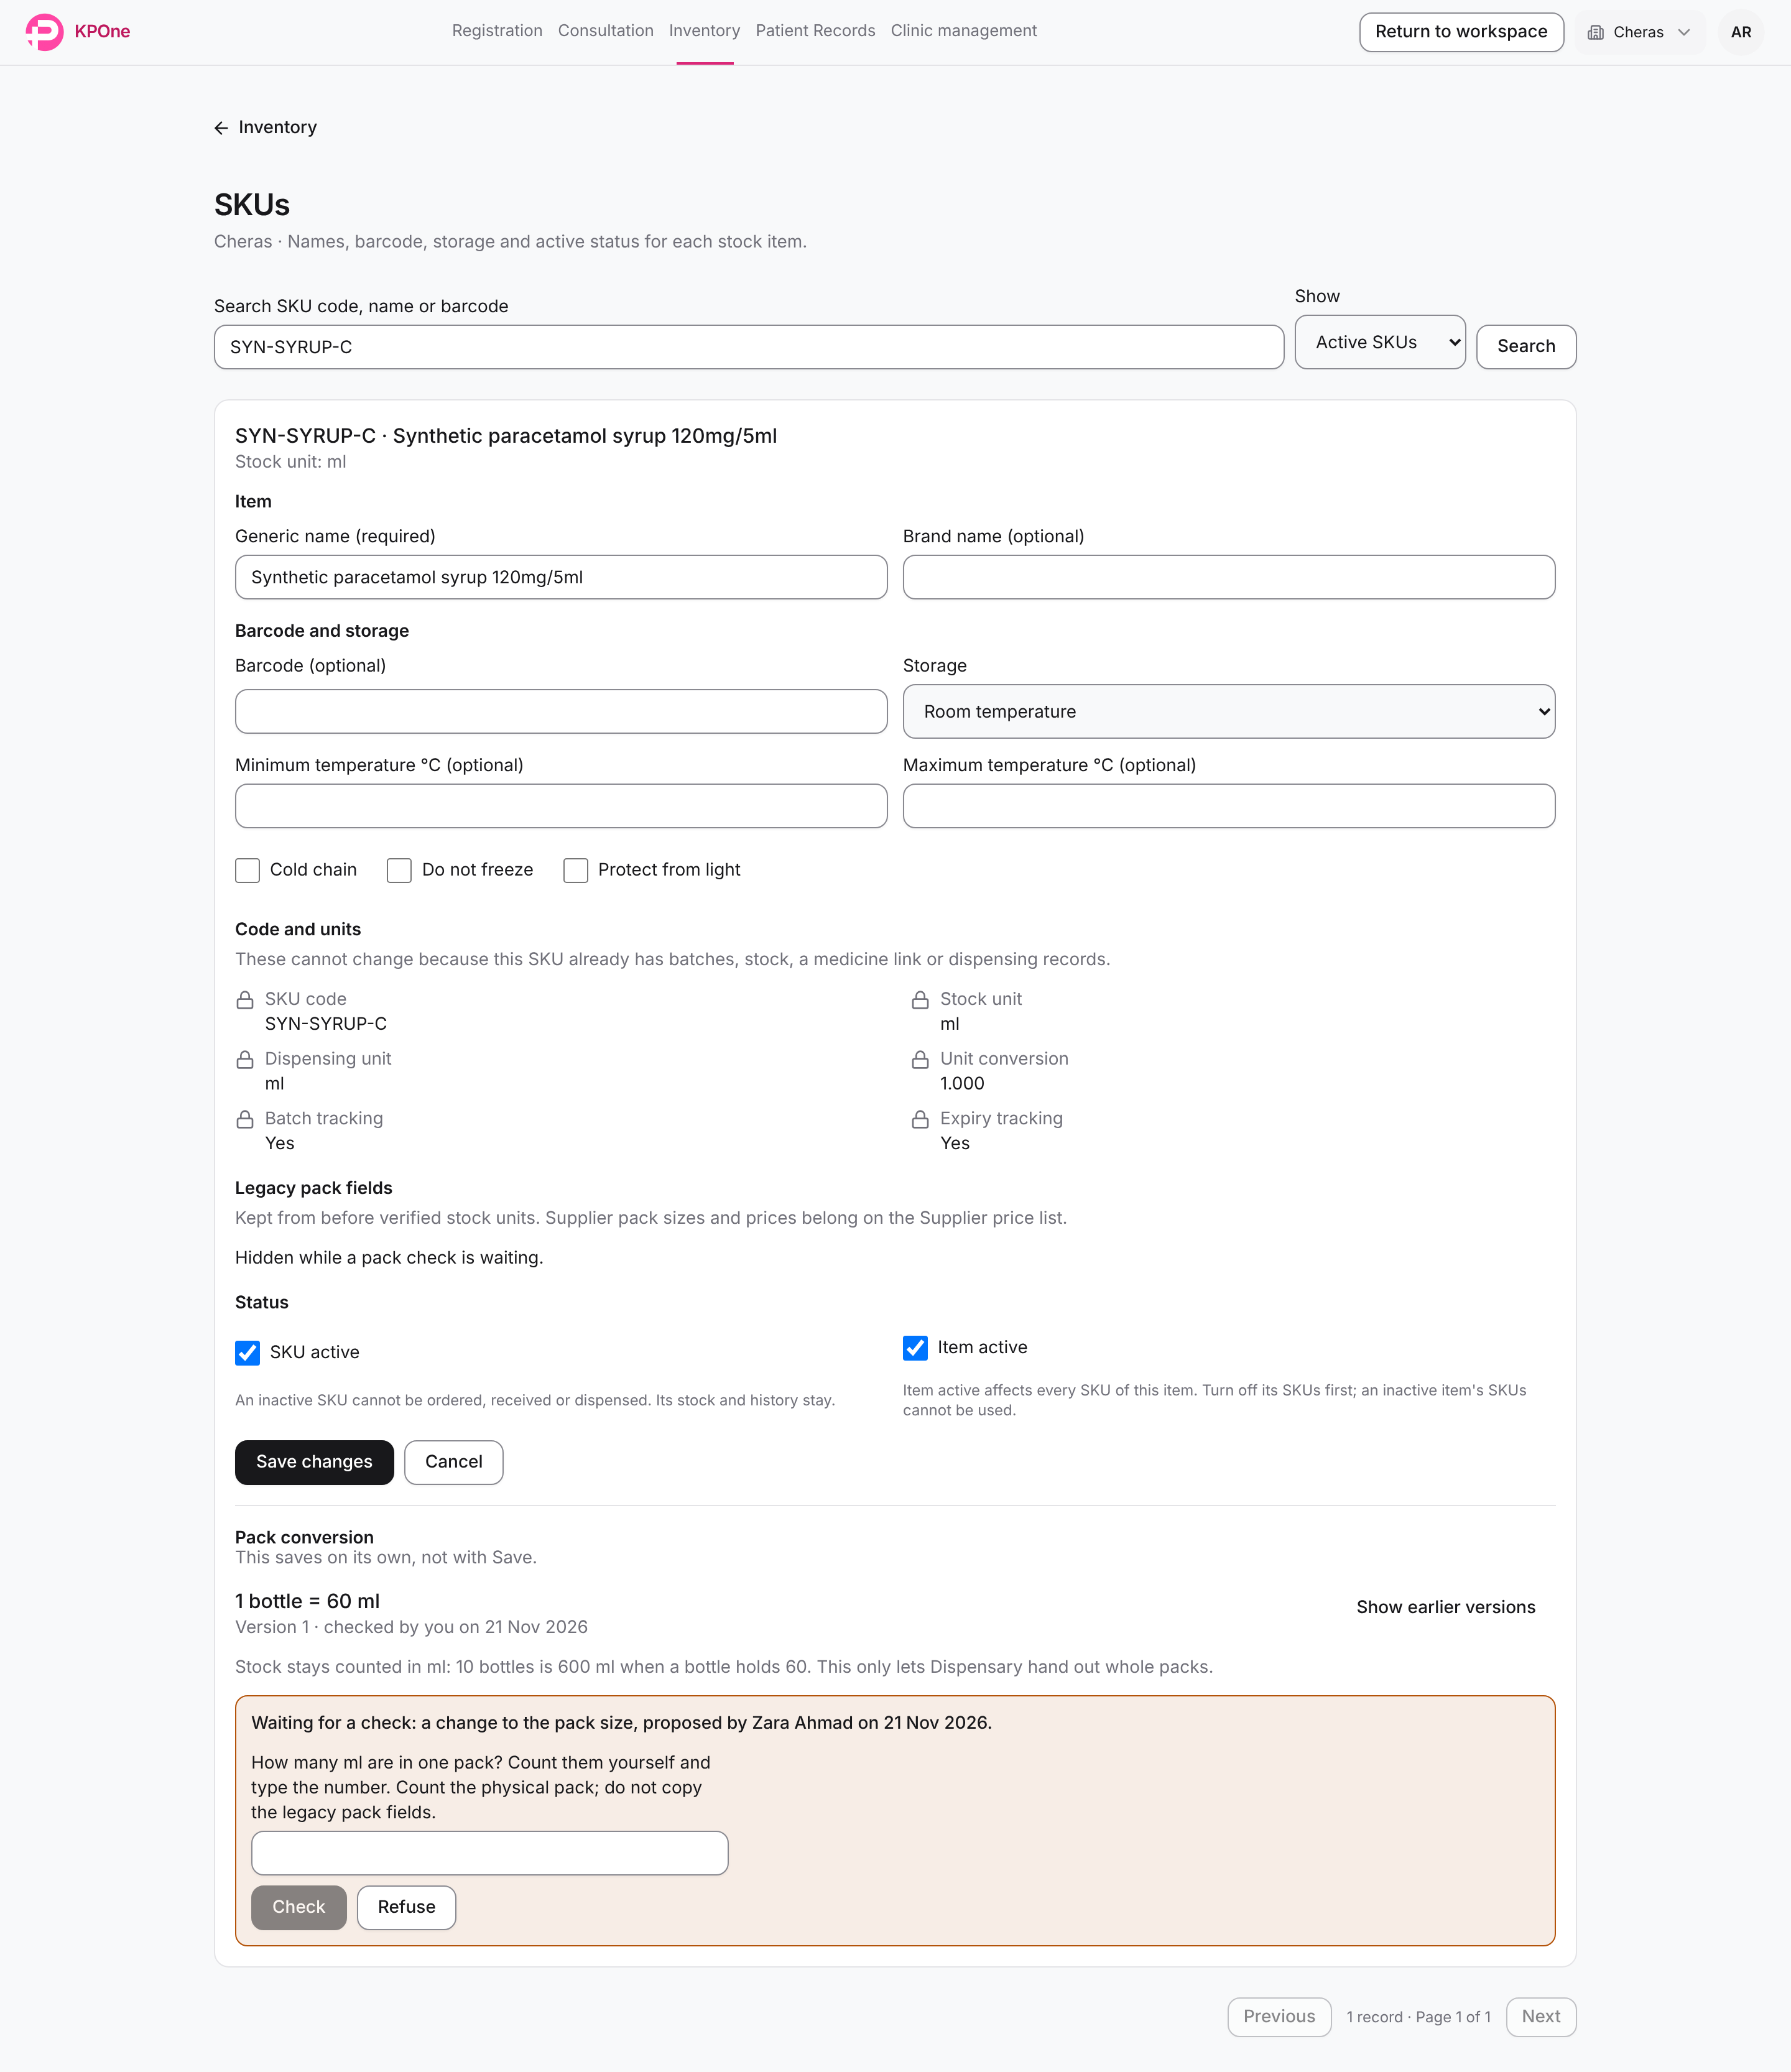 KPOne
Registration
Consultation
Inventory
Patient Records
Clinic management
Return to workspace
Cheras
AR
Inventory
SKUs
Cheras · Names, barcode, storage and active status for each stock item.
Search SKU code, name or barcode
SYN-SYRUP-C
Show
Active SKUs
Search
SYN-SYRUP-C · Synthetic paracetamol syrup 120mg/5ml
Stock unit: ml
Item
Generic name (required)
Synthetic paracetamol syrup 120mg/5ml
Brand name (optional)
Barcode and storage
Barcode (optional)
Storage
Room temperature
Minimum temperature °C (optional)
Maximum temperature °C (optional)
Cold chain
Do not freeze
Protect from light
Code and units
These cannot change because this SKU already has batches, stock, a medicine link or dispensing records.
SKU code
SYN-SYRUP-C
Stock unit
ml
Dispensing unit
ml
Unit conversion
1.000
Batch tracking
Yes
Expiry tracking
Yes
Legacy pack fields
Kept from before verified stock units. Supplier pack sizes and prices belong on the Supplier price list.
Hidden while a pack check is waiting.
Status
SKU active
An inactive SKU cannot be ordered, received or dispensed. Its stock and history stay.
Item active
Item active affects every SKU of this item. Turn off its SKUs first; an inactive item's SKUs
cannot be used.
Save changes
Cancel
Pack conversion
This saves on its own, not with Save.
1 bottle = 60 ml
Version 1 · checked by you on 21 Nov 2026
Show earlier versions
Stock stays counted in ml: 10 bottles is 600 ml when a bottle holds 60. This only lets Dispensary hand out whole packs.
Waiting for a check: a change to the pack size, proposed by Zara Ahmad on 21 Nov 2026.
How many ml are in one pack? Count them yourself and
type the number. Count the physical pack; do not copy
the legacy pack fields.
Check
Refuse
Previous
1 record · Page 1 of 1
Next